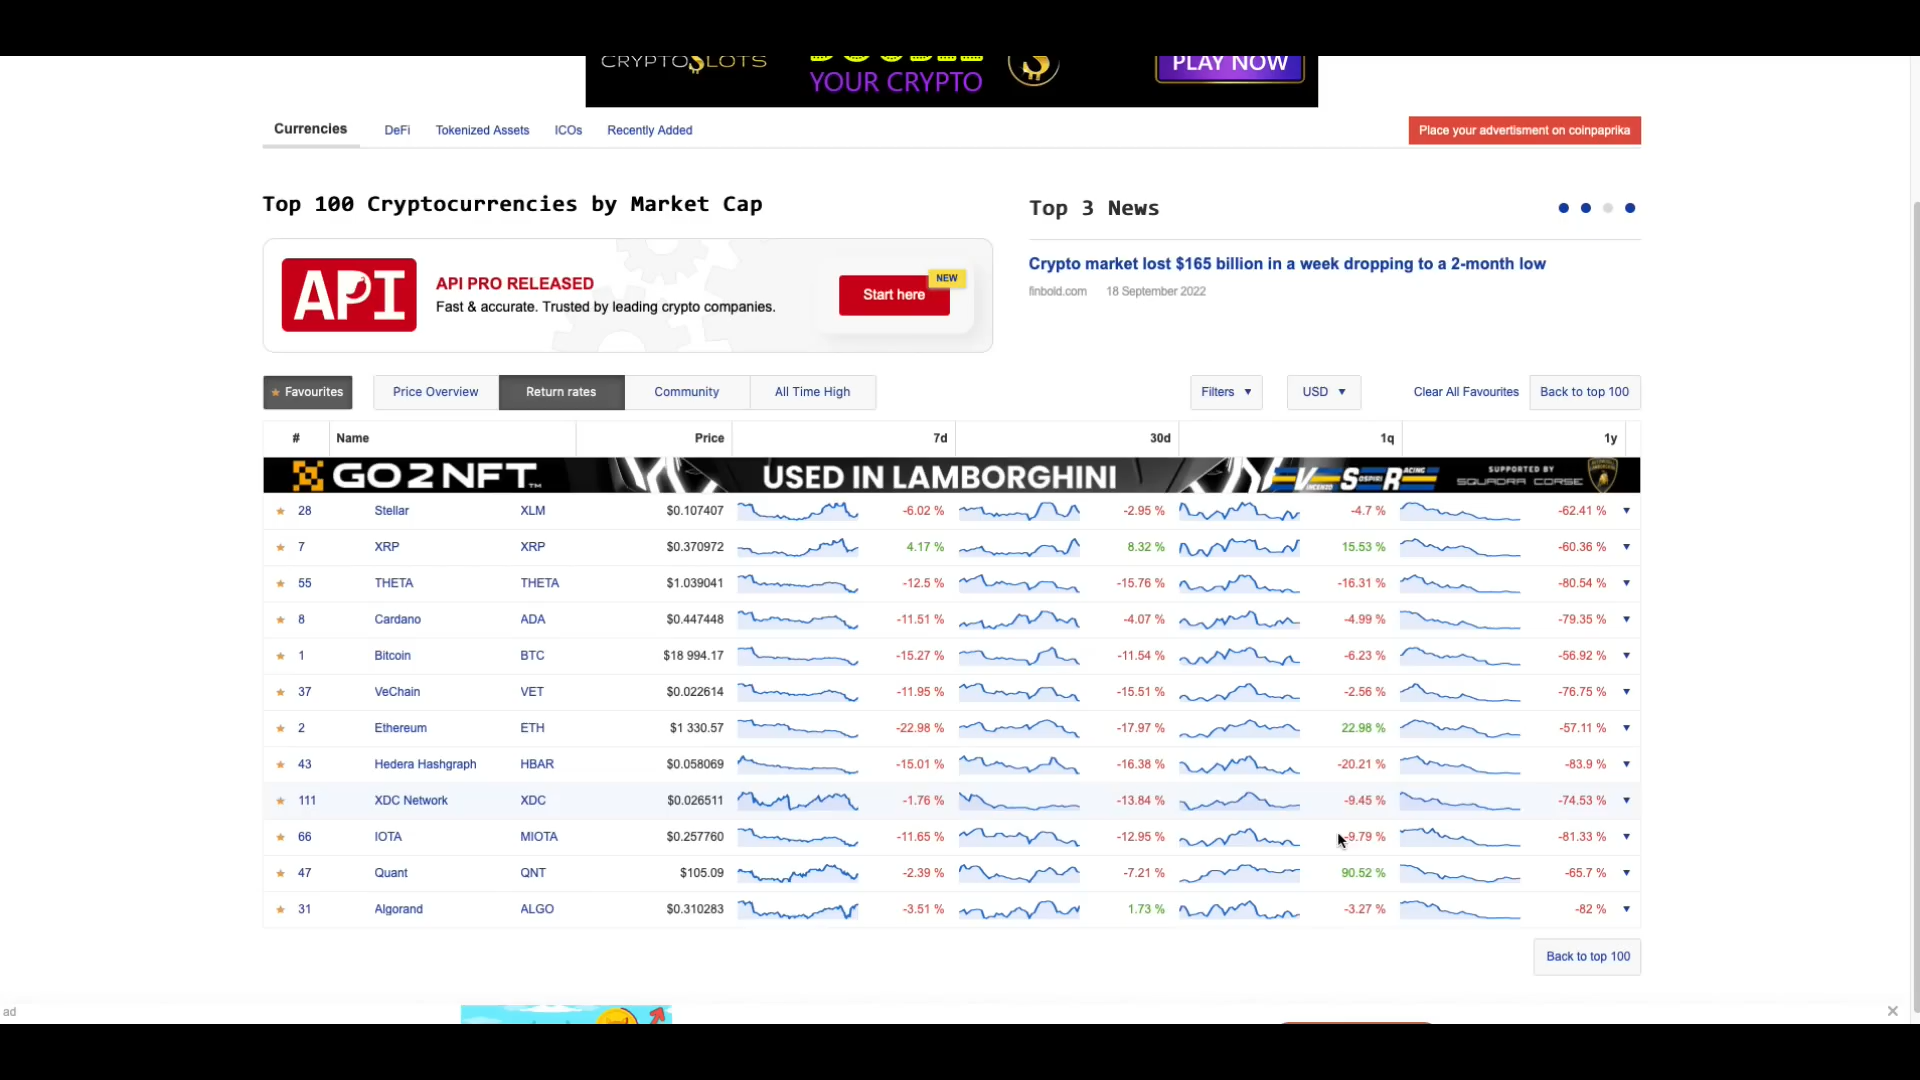 CRYPTO$LOTS
YOUR CRYPTO
PLAY NOW
Currencies DeFi Tokenized Assets ICOs Recently Added
Place your advertisment on coinpaprika
Top 100 Cryptocurrencies by Market Cap
Top 3 News
API
API PRO RELEASED
Fast & accurate. Trusted by leading crypto companies.
Start here
NEW
Crypto market lost $165 billion in a week dropping to a 2-month low
finbold.com 18 September 2022
★ Favourites Price Overview Return rates Community All Time High Filters ▼ USD ▼ Clear All Favourites Back to top 100
# Name Price 7d 30d 1q 1y
GO2NFT™ USED IN LAMBORGHINI VSR VINCENZO SOSPIRI RACING SUPPORTED BY SQUADRA CORSE
28 Stellar XLM $0.107407 -6.02 % -2.95 % -4.7 % -62.41 %
7 XRP XRP $0.370972 4.17 % 8.32 % 15.53 % -60.36 %
55 THETA THETA $1.039041 -12.5 % -15.76 % -16.31 % -80.54 %
8 Cardano ADA $0.447448 -11.51 % -4.07 % -4.99 % -79.35 %
1 Bitcoin BTC $18 994.17 -15.27 % -11.54 % -6.23 % -56.92 %
37 VeChain VET $0.022614 -11.95 % -15.51 % -2.56 % -76.75 %
2 Ethereum ETH $1 330.57 -22.98 % -17.97 % 22.98 % -57.11 %
43 Hedera Hashgraph HBAR $0.058069 -15.01 % -16.38 % -20.21 % -83.9 %
111 XDC Network XDC $0.026511 -1.76 % -13.84 % -9.45 % -74.53 %
66 IOTA MIOTA $0.257760 -11.65 % -12.95 % -9.79 % -81.33 %
47 Quant QNT $105.09 -2.39 % -7.21 % 90.52 % -65.7 %
31 Algorand ALGO $0.310283 -3.51 % 1.73 % -3.27 % -82 %
Back to top 100
ad